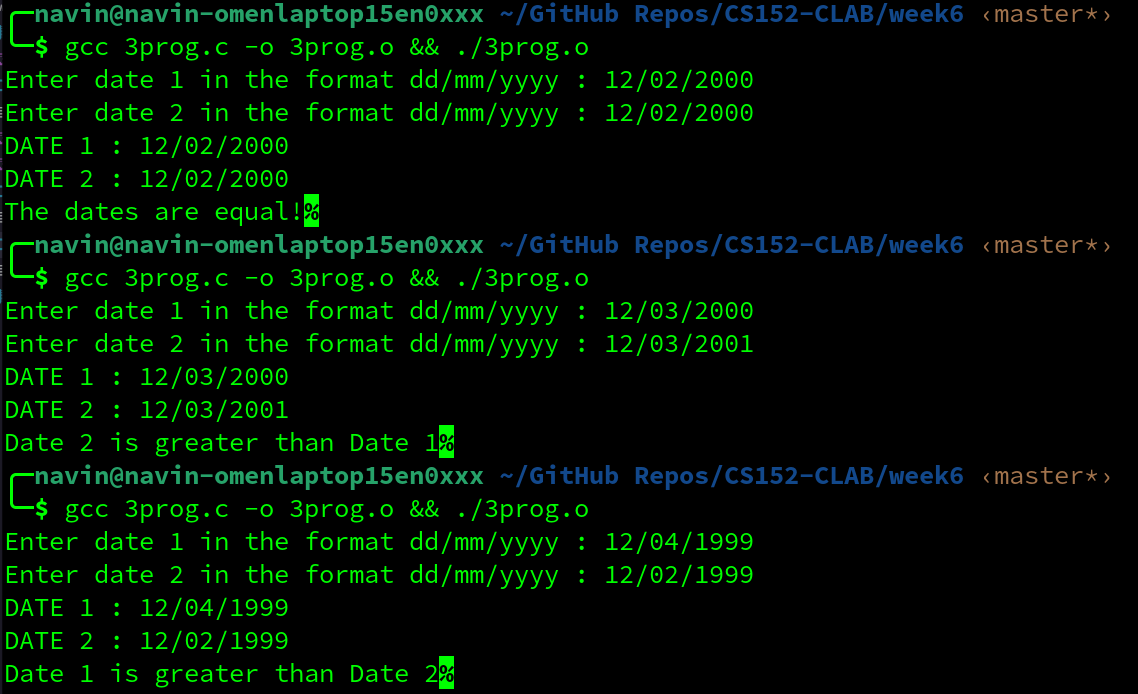 navin@navin-omenlaptop15en0xxx ~/GitHub Repos/CS152-CLAB/week6 ‹master*›
$ gcc 3prog.c -o 3prog.o && ./3prog.o
Enter date 1 in the format dd/mm/yyyy : 12/02/2000
Enter date 2 in the format dd/mm/yyyy : 12/02/2000
DATE 1 : 12/02/2000
DATE 2 : 12/02/2000
The dates are equal!%
navin@navin-omenlaptop15en0xxx ~/GitHub Repos/CS152-CLAB/week6 ‹master*›
$ gcc 3prog.c -o 3prog.o && ./3prog.o
Enter date 1 in the format dd/mm/yyyy : 12/03/2000
Enter date 2 in the format dd/mm/yyyy : 12/03/2001
DATE 1 : 12/03/2000
DATE 2 : 12/03/2001
Date 2 is greater than Date 1%
navin@navin-omenlaptop15en0xxx ~/GitHub Repos/CS152-CLAB/week6 ‹master*›
$ gcc 3prog.c -o 3prog.o && ./3prog.o
Enter date 1 in the format dd/mm/yyyy : 12/04/1999
Enter date 2 in the format dd/mm/yyyy : 12/02/1999
DATE 1 : 12/04/1999
DATE 2 : 12/02/1999
Date 1 is greater than Date 2%